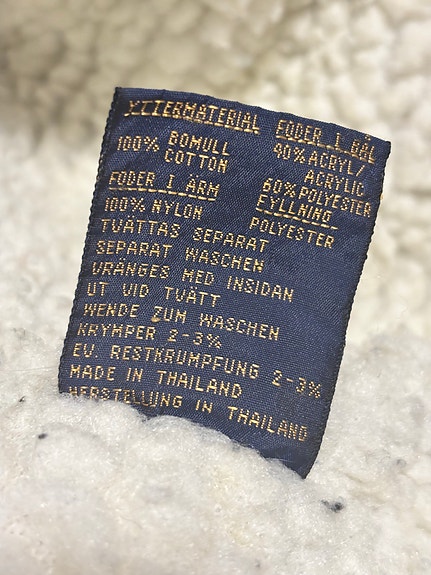 YTTERMATERIAL
100% BOMULL
COTTON
FODER I ÄRM
100% NYLON
FODER I BÅL
40% ACRYL/
ACRYLIC
60% POLYESTER
FYLLNING
POLYESTER
TVÄTTAS SEPARAT
SEPARAT WASCHEN
VRÄNGES MED INSIDAN
UT VID TVÄTT
WENDE ZUM WASCHEN
KRYMPER 2-3%
EV. RESTKRUMPFUNG 2-3%
MADE IN THAILAND
HERSTELLUNG IN THAILAND